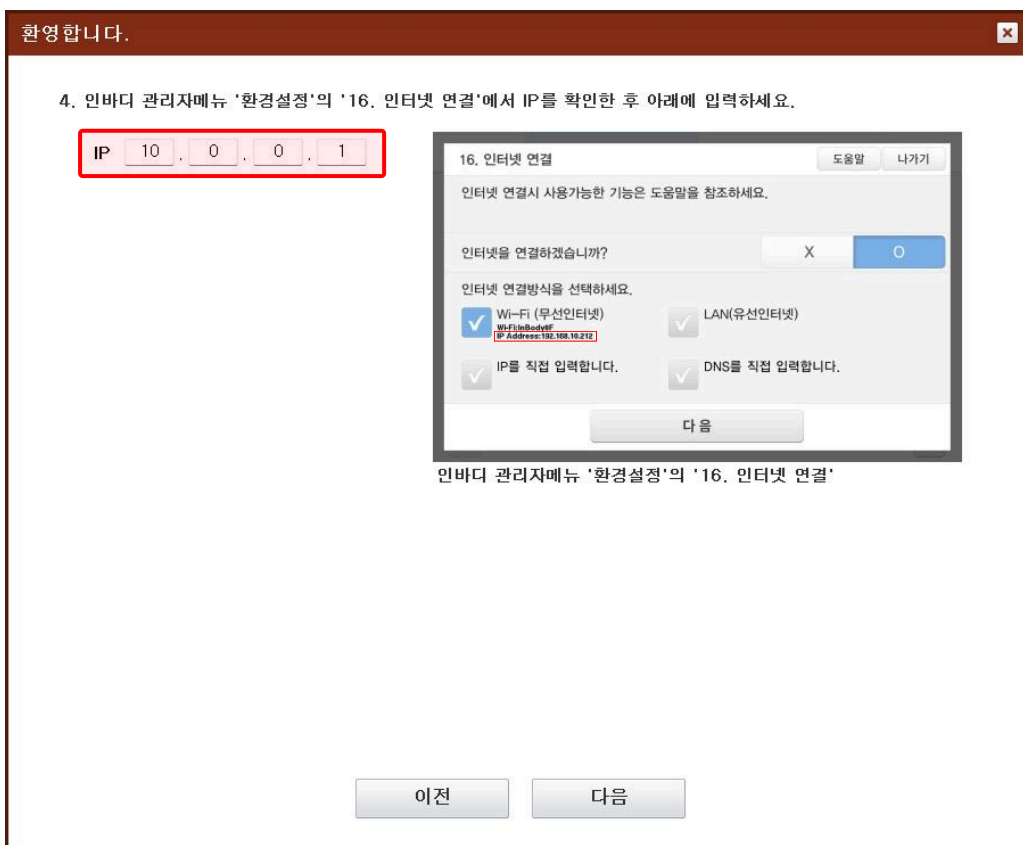 환영합니다.
4. 인바디 관리자메뉴 '환경설정'의 '16. 인터넷 연결'에서 IP를 확인한 후 아래에 입력하세요.
IP 10 . 0 . 0 . 1
16. 인터넷 연결 도움말 나가기
인터넷 연결시 사용가능한 기능은 도움말을 참조하세요.
인터넷을 연결하겠습니까? X O
인터넷 연결방식을 선택하세요.
Wi-Fi (무선인터넷) LAN(유선인터넷)
Wi-Fi:InBody#F
IP Address:192.168.10.212
IP를 직접 입력합니다. DNS를 직접 입력합니다.
다음
인바디 관리자메뉴 '환경설정'의 '16. 인터넷 연결'
이전 다음